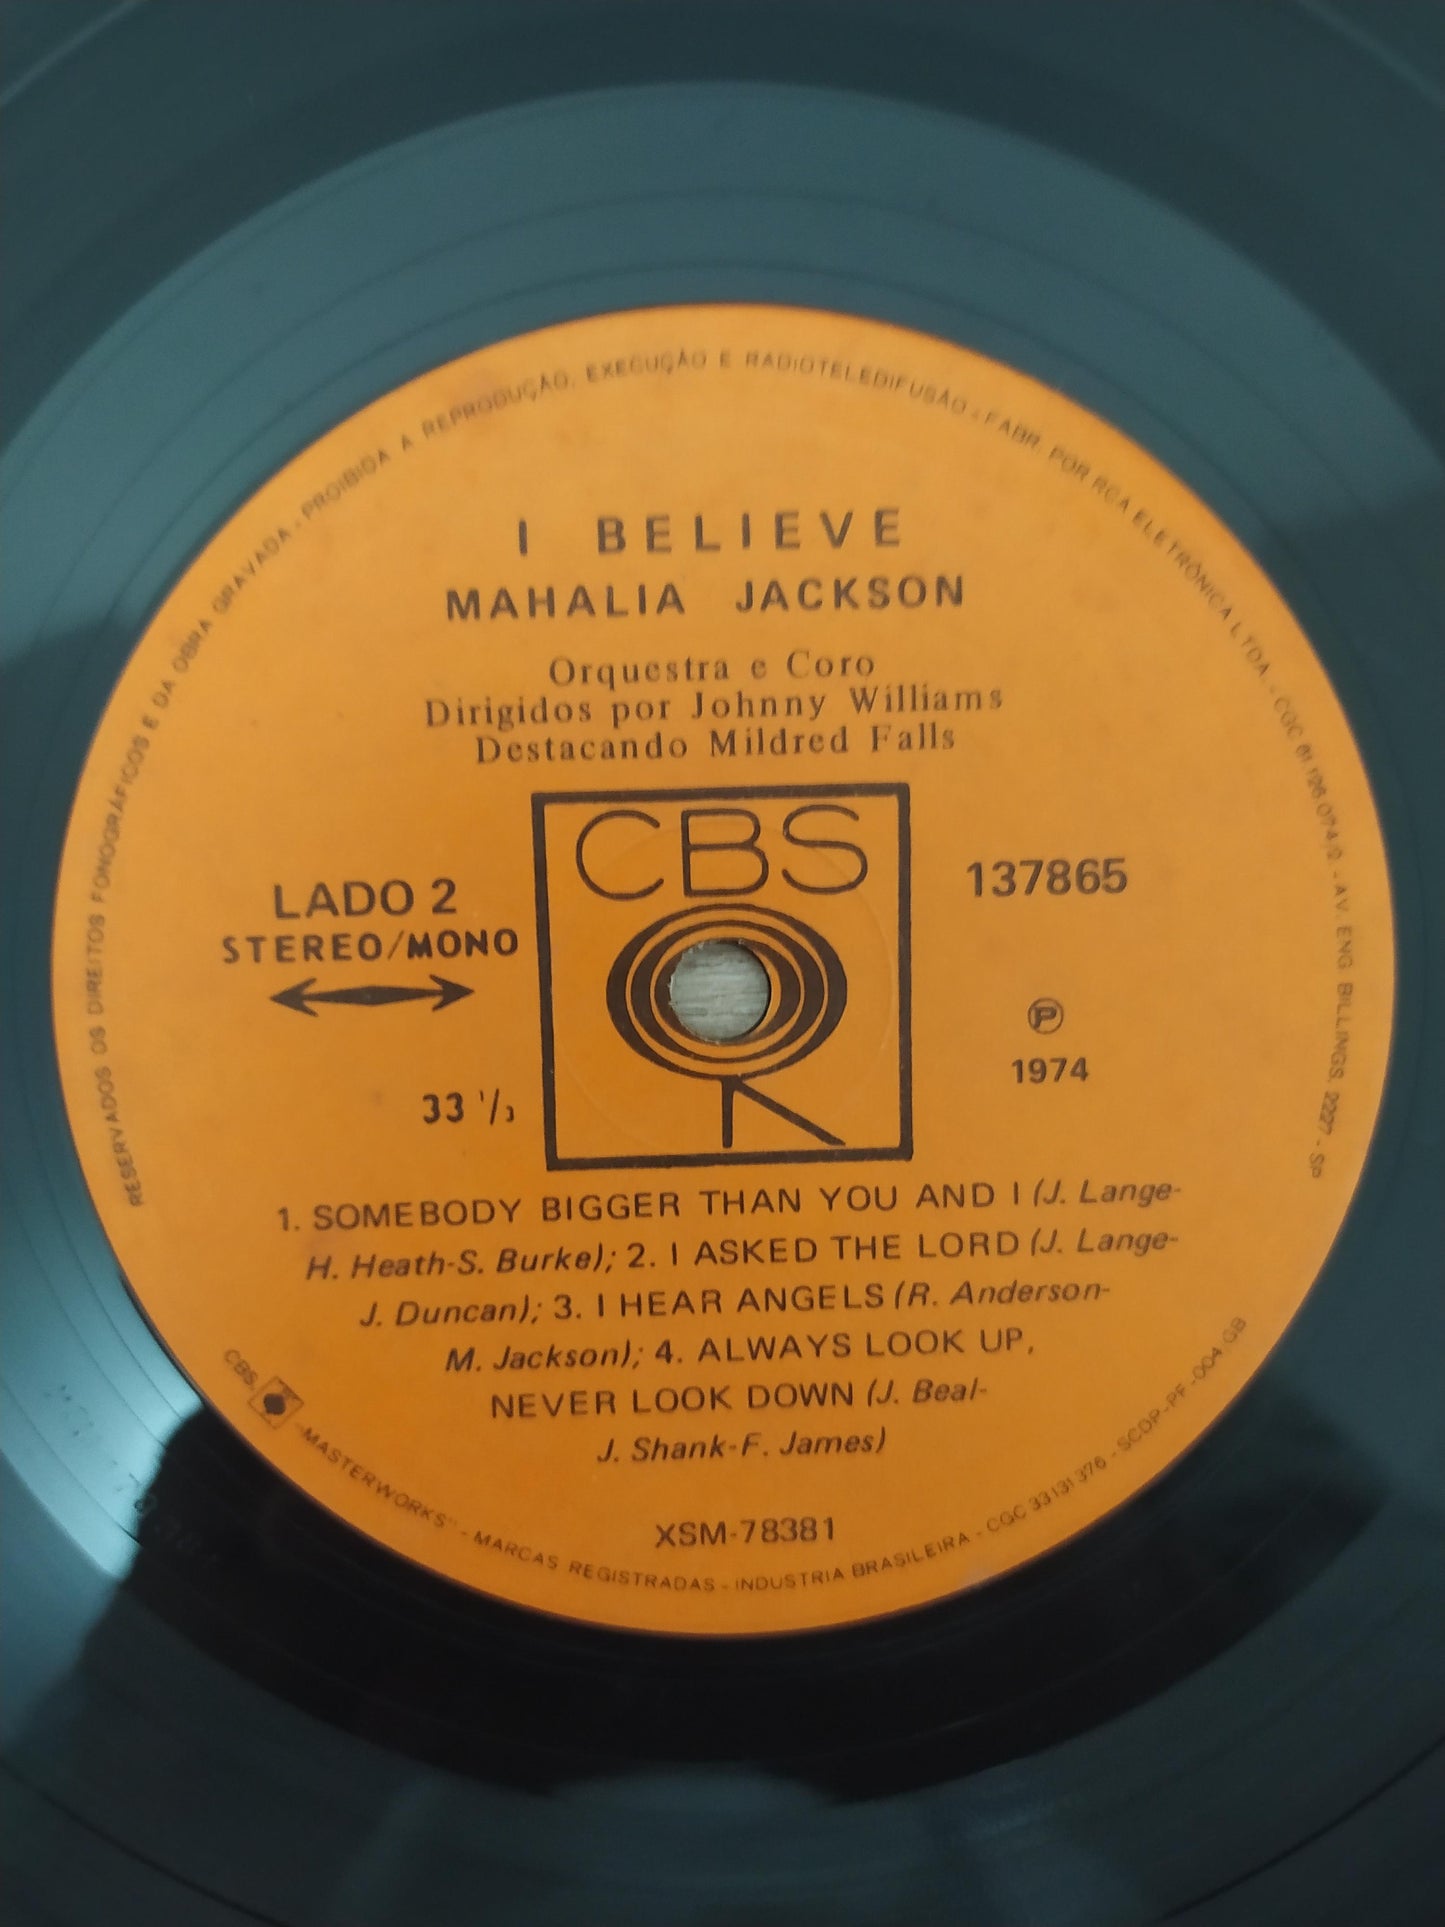 RESERVADOS OS DIREITOS FONOGRÁFICOS E DA OBRA GRAVADA - PROIBIDA A REPRODUÇÃO, EXECUÇÃO E RADIOTELEDIFUSÃO - FABR. POR RCA ELETRÔNICA LTDA. - CGC 61 126 074/2 - AV. ENG BILLINGS, 2227 - SP
I BELIEVE
MAHALIA JACKSON
Orquestra e Coro
Dirigidos por Johnny Williams
Destacando Mildred Falls
CBS
LADO 2
STEREO/MONO
137865
℗
1974
33 1/3
1. SOMEBODY BIGGER THAN YOU AND I (J. Lange-
H. Heath-S. Burke); 2. I ASKED THE LORD (J. Lange-
J. Duncan); 3. I HEAR ANGELS (R. Anderson-
M. Jackson); 4. ALWAYS LOOK UP,
NEVER LOOK DOWN (J. Beal-
J. Shank-F. James)
XSM-78381
CBS, "MASTERWORKS" - MARCAS REGISTRADAS - INDUSTRIA BRASILEIRA - CGC 33131376 - SCDP-PF-004 GB